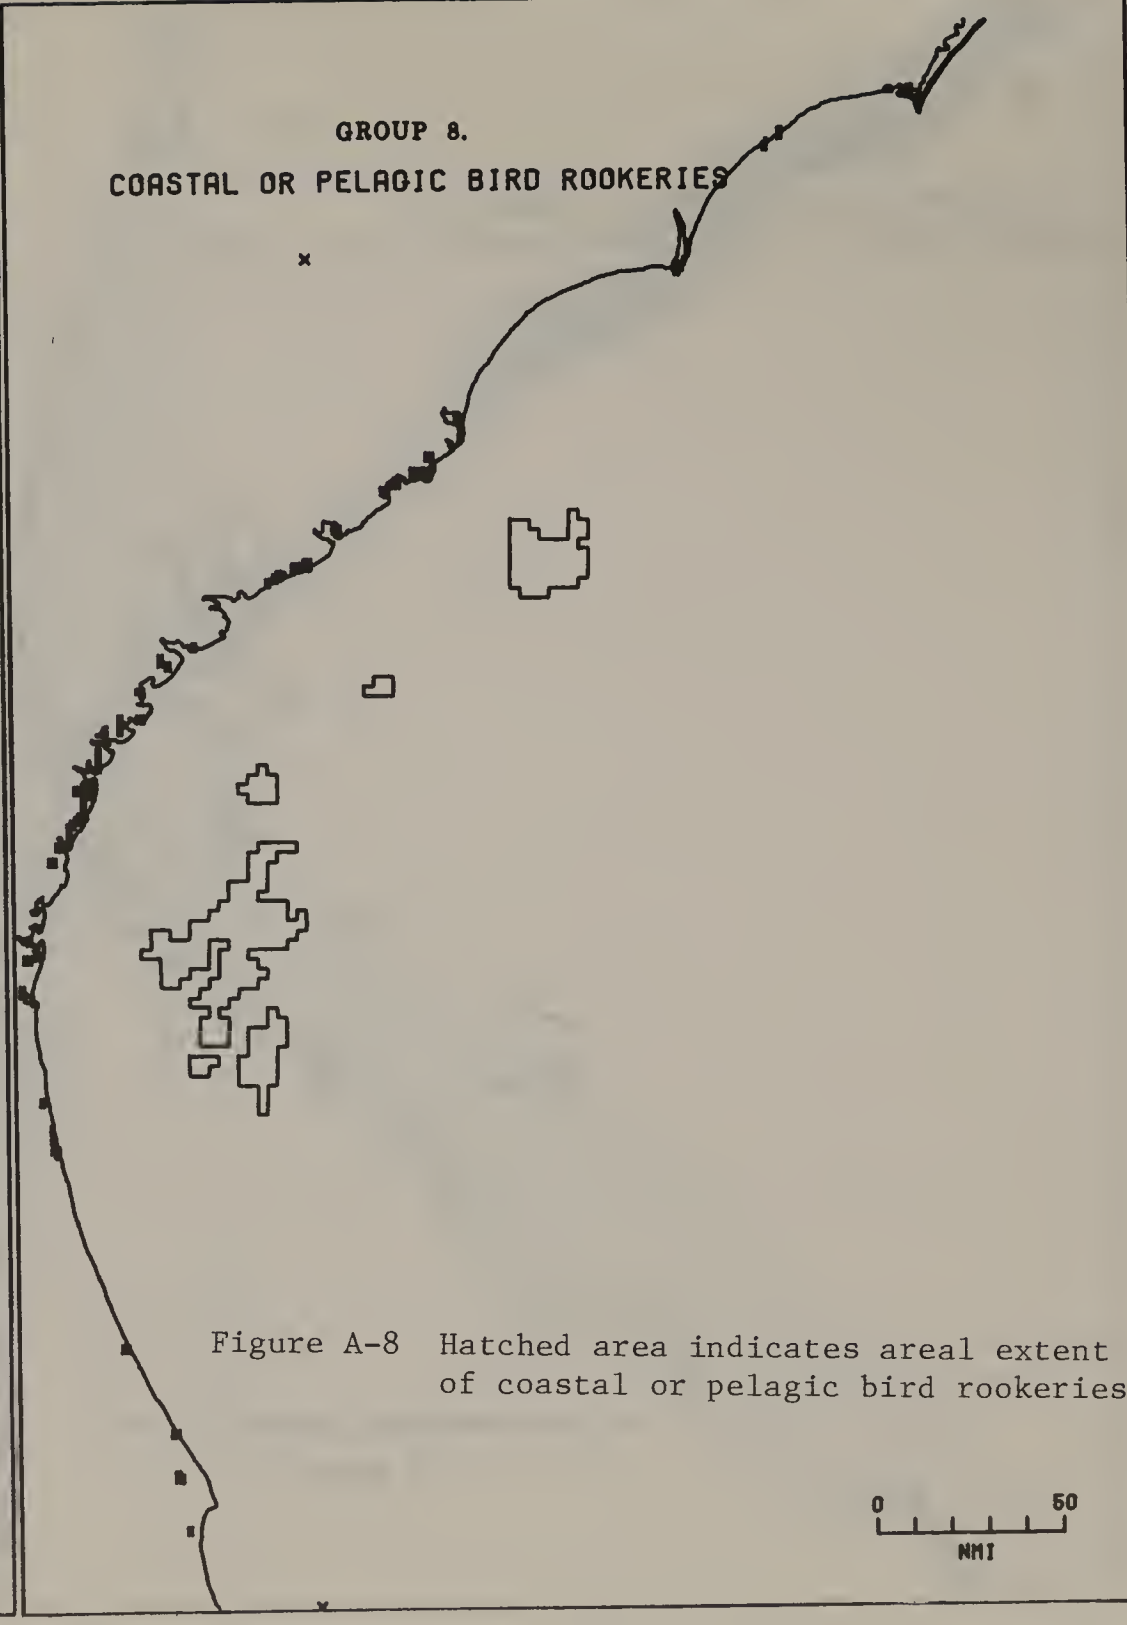 GROUP 8.
COASTAL OR PELAGIC BIRD ROOKERIES
Figure A-8 Hatched area indicates areal extent
of coastal or pelagic bird rookeries
0 50
NMI